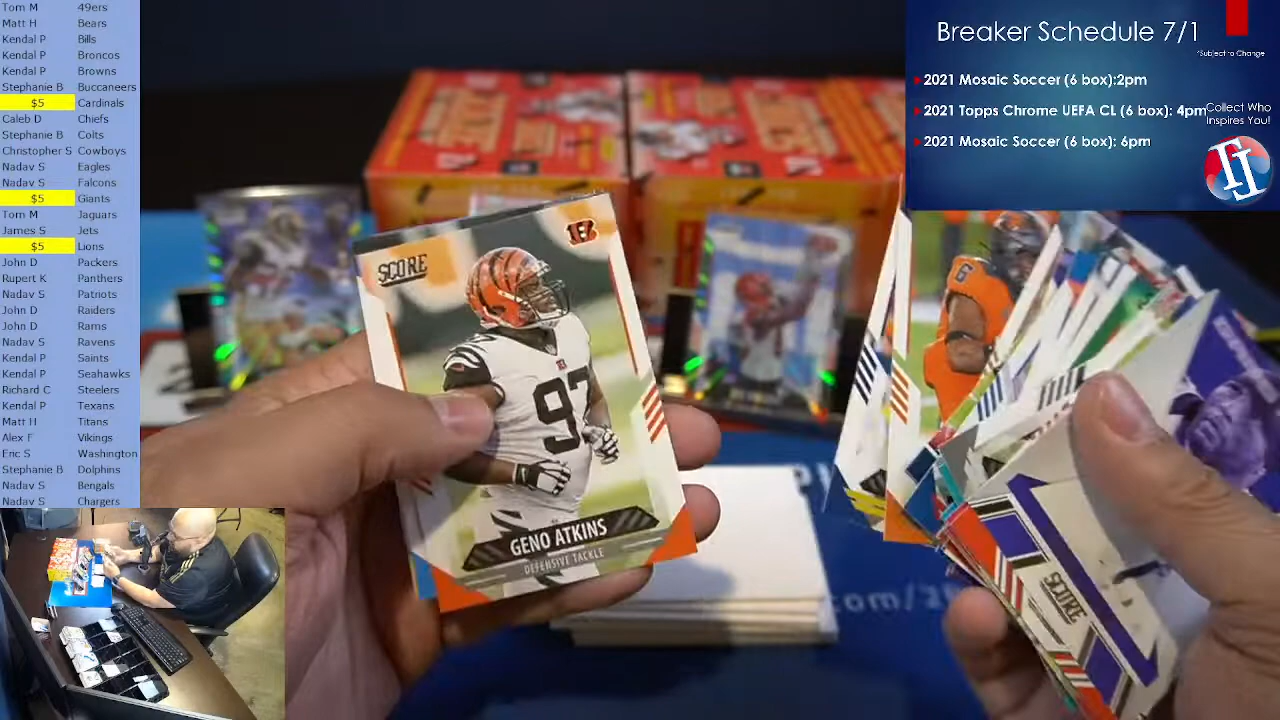 Tom M 49ers
Matt H Bears
Kendal P Bills
Kendal P Broncos
Kendal P Browns
Stephanie B Buccaneers
$5 Cardinals
Caleb D Chiefs
Stephanie B Colts
Christopher S Cowboys
Nadav S Eagles
Nadav S Falcons
$5 Giants
Tom M Jaguars
James S Jets
$5 Lions
John D Packers
Rupert K Panthers
Nadav S Patriots
John D Raiders
John D Rams
Nadav S Ravens
Kendal P Saints
Kendal P Seahawks
Richard C Steelers
Kendal P Texans
Matt H Titans
Alex F Vikings
Eric S Washington
Stephanie B Dolphins
Nadav S Bengals
Nadav S Chargers
Breaker Schedule 7/1
*Subject to Change
2021 Mosaic Soccer (6 box):2pm
2021 Topps Chrome UEFA CL (6 box): 4pm
2021 Mosaic Soccer (6 box): 6pm
Collect Who
Inspires You!
SCORE
97
GENO ATKINS
DEFENSIVE TACKLE
6
SCORE
.com/